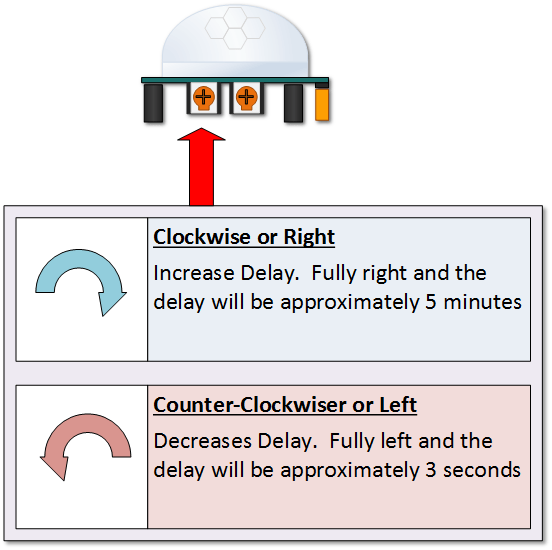 Clockwise or Right
Increase Delay.  Fully right and the
delay will be approximately 5 minutes
Counter-Clockwiser or Left
Decreases Delay.  Fully left and the
delay will be approximately 3 seconds